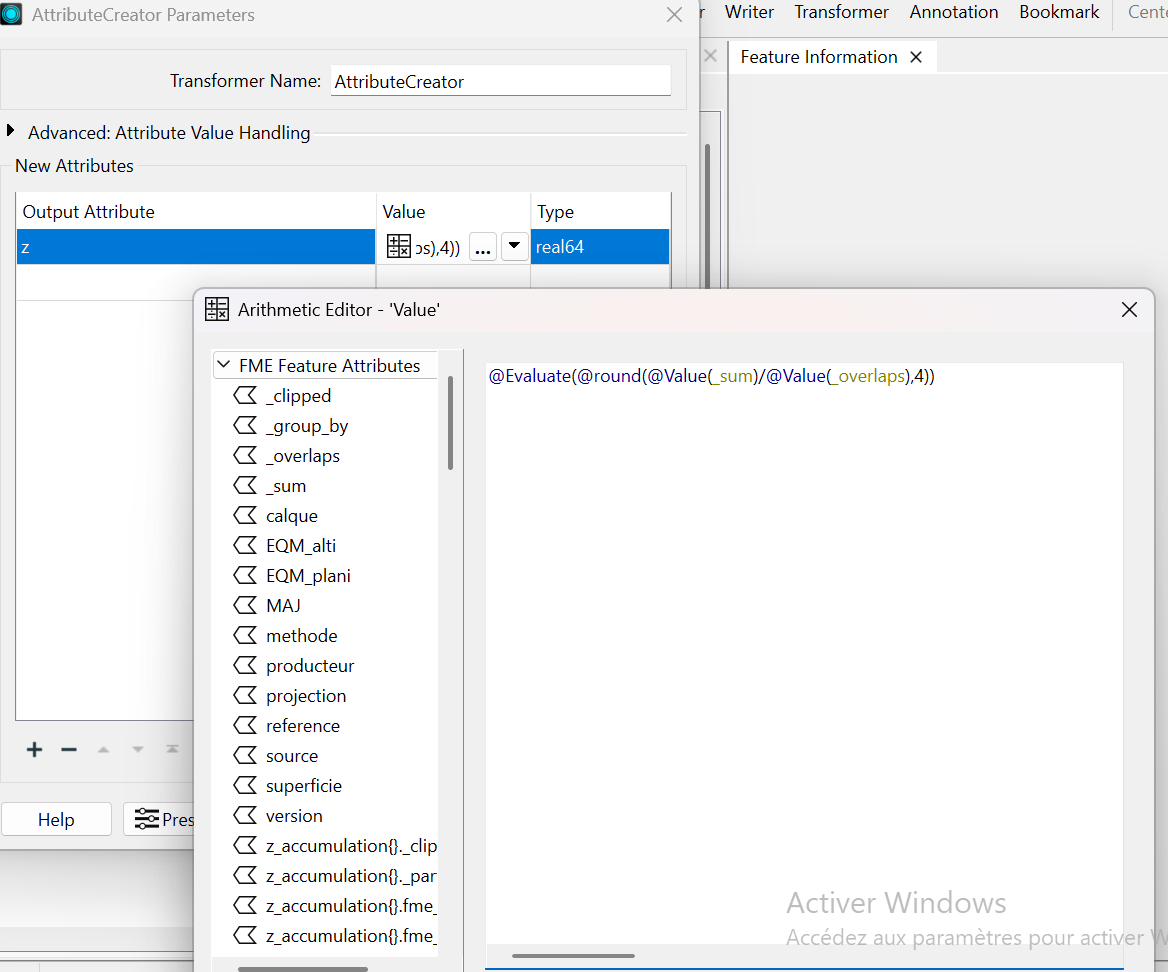 AttributeCreator Parameters
Writer Transformer Annotation Bookmark
Feature Information
Transformer Name: AttributeCreator
Advanced: Attribute Value Handling
New Attributes
Output Attribute Value Type
z ps),4)) ... real64
Arithmetic Editor - 'Value'
FME Feature Attributes
@Evaluate(@round(@Value(_sum)/@Value(_overlaps),4))
_clipped
_group_by
_overlaps
_sum
calque
EQM_alti
EQM_plani
MAJ
methode
producteur
projection
reference
source
superficie
version
z_accumulation{}._clip
z_accumulation{}._par
z_accumulation{}.fme_
z_accumulation{}.fme_
Help Pres
Activer Windows
Accédez aux paramètres pour activer W